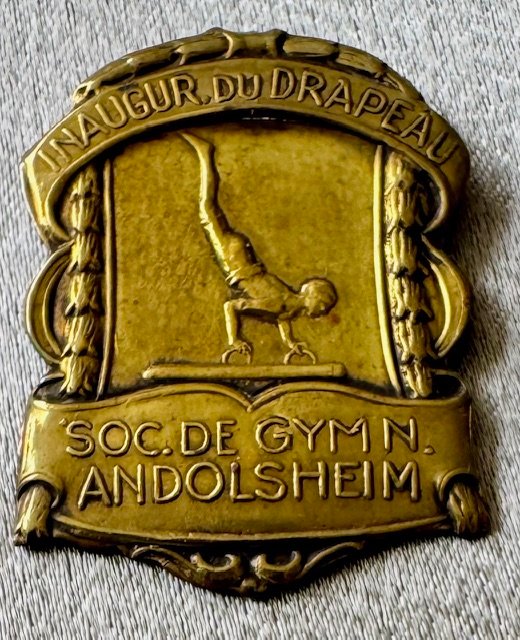 INAUGUR. DU DRAPEAU
SOC. DE GYMN.
ANDOLSHEIM